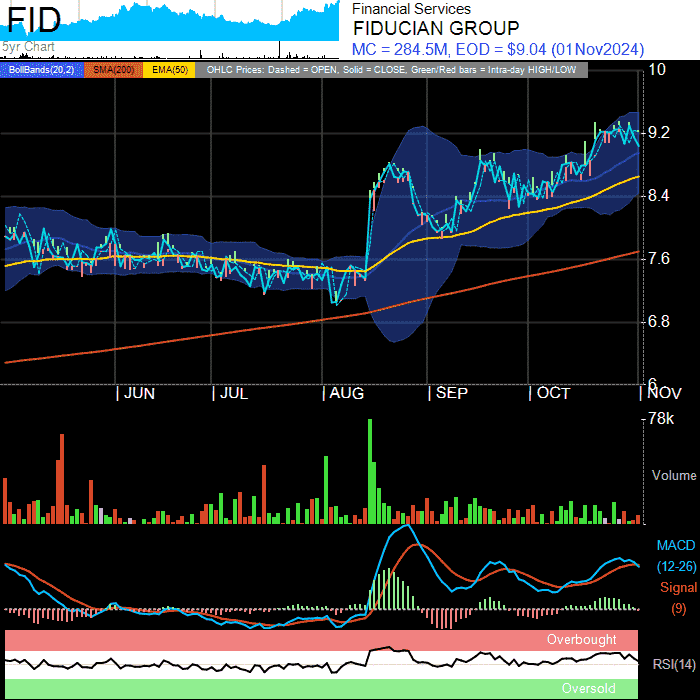 FID
5yr Chart
Financial Services
FIDUCIAN GROUP
MC = 284.5M, EOD = $9.04 (01Nov2024)
BollBands(20,2) SMA(200) EMA(50) OHLC Prices: Dashed = OPEN, Solid = CLOSE, Green/Red bars = Intra-day HIGH/LOW
10
9.2
8.4
7.6
6.8
6
| JUN | JUL | AUG | SEP | OCT | NOV
78k
Volume
MACD
(12-26)
Signal
(9)
Overbought
RSI(14)
Oversold